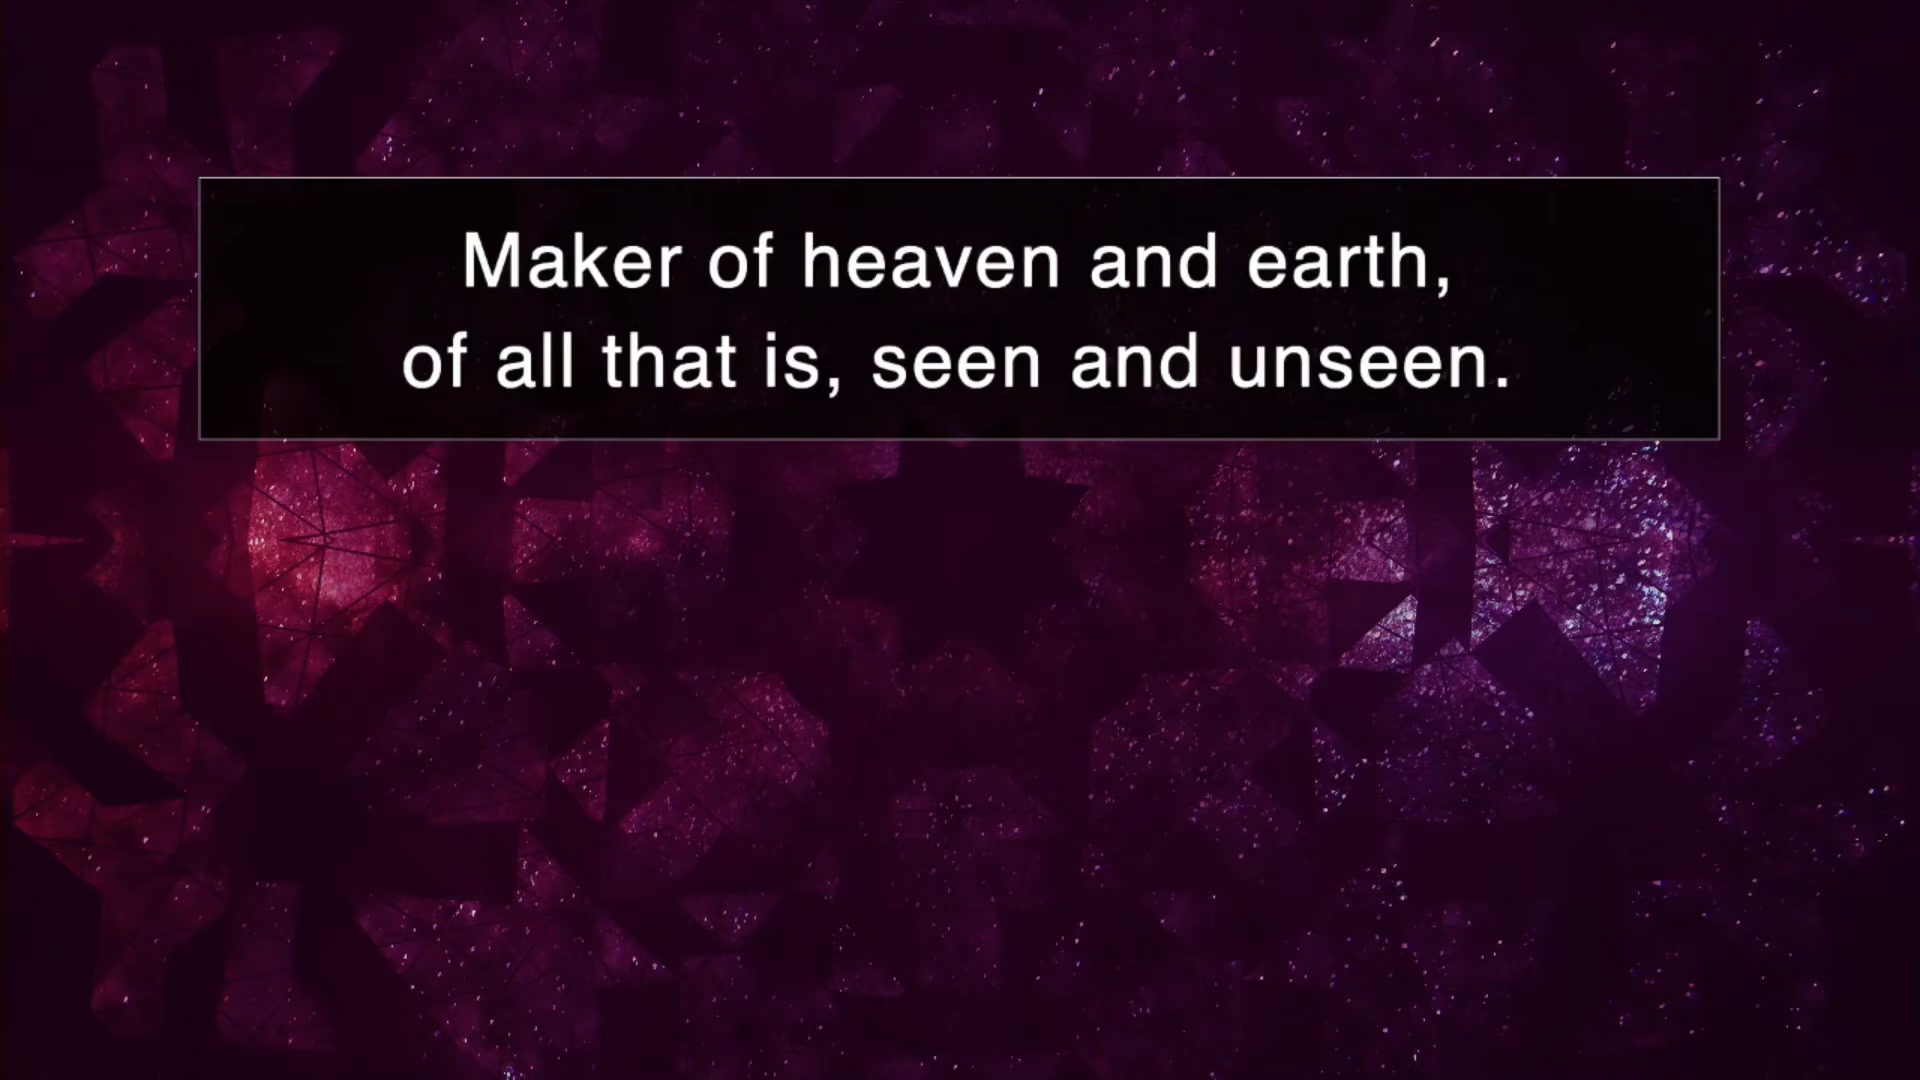 Maker of heaven and earth,
of all that is, seen and unseen.